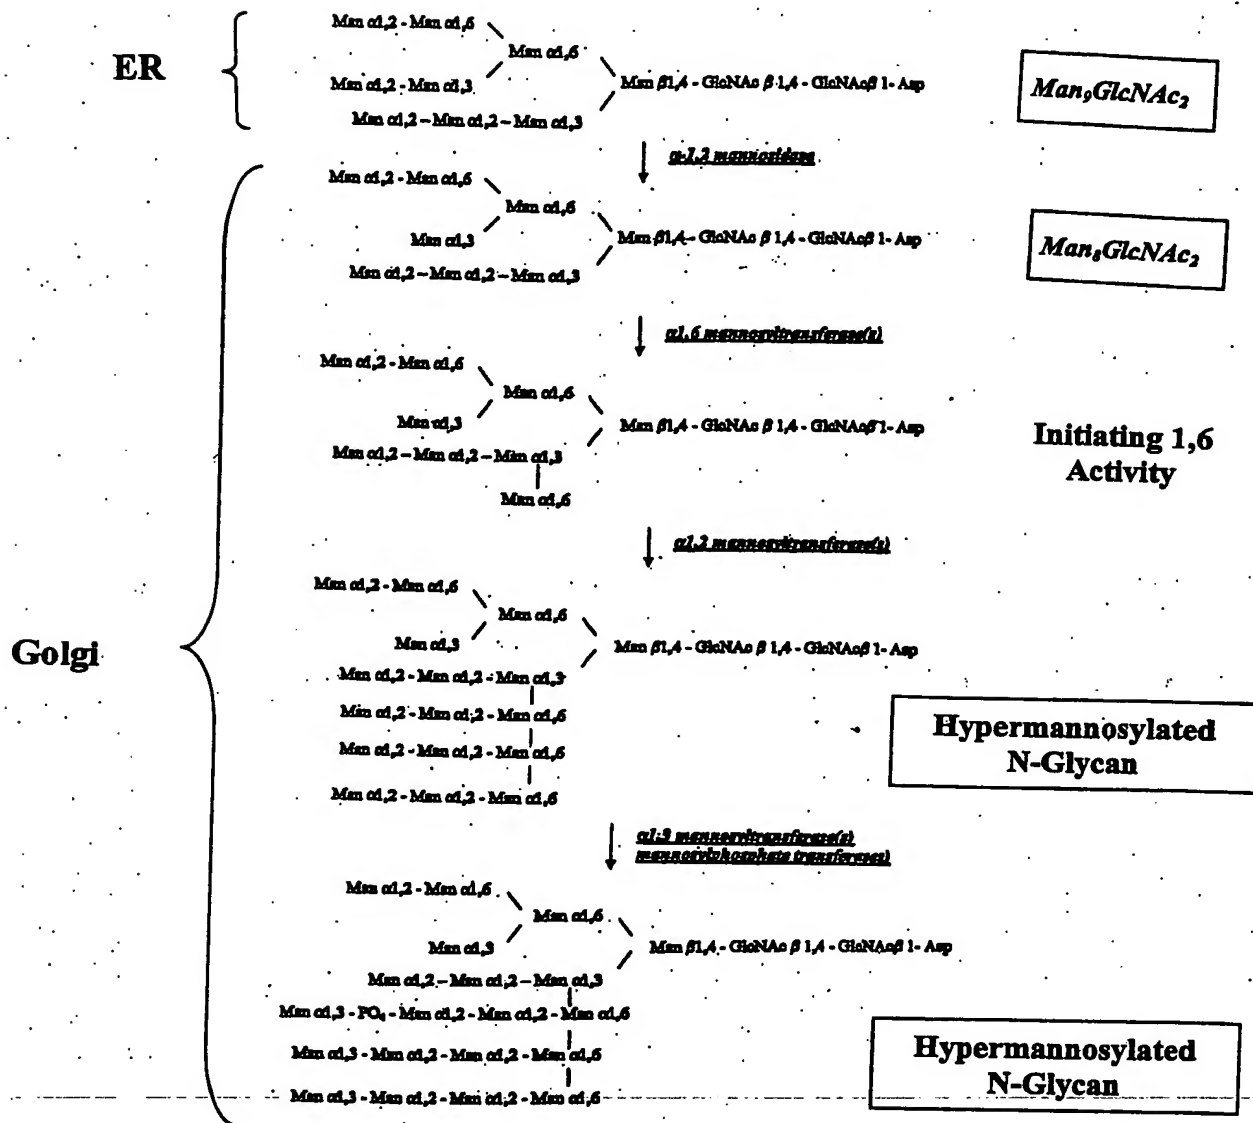 Man α1,2 - Man α1,6
Man α1,6
ER
Man α1,2 - Man α1,3
Man β1,4 - GlcNAc β 1,4 - GlcNAcβ 1- Asp
Man₉GlcNAc₂
Man α1,2 – Man α1,2 – Man α1,3
α-1,2 mannosidase
Man α1,2 - Man α1,6
Man α1,6
Man α1,3
Man β1,4 - GlcNAc β 1,4 - GlcNAcβ 1- Asp
Man₈GlcNAc₂
Man α1,2 – Man α1,2 – Man α1,3
α1,6 mannosyltransferase(s)
Man α1,2 - Man α1,6
Man α1,6
Man α1,3
Man β1,4 - GlcNAc β 1,4 - GlcNAcβ 1- Asp
Initiating 1,6
Activity
Man α1,2 – Man α1,2 – Man α1,3
Man α1,6
α1,2 mannosyltransferase(s)
Man α1,2 - Man α1,6
Man α1,6
Golgi
Man α1,3
Man β1,4 - GlcNAc β 1,4 - GlcNAcβ 1- Asp
Man α1,2 - Man α1,2 - Man α1,3
Man α1,2 - Man α1,2 - Man α1,6
Man α1,2 - Man α1,2 - Man α1,6
Man α1,2 - Man α1,2 - Man α1,6
Hypermannosylated
N-Glycan
α1,3 mannosyltransferase(s)
mannosylphosphate transferases)
Man α1,2 - Man α1,6
Man α1,6
Man α1,3
Man β1,4 - GlcNAc β 1,4 - GlcNAcβ 1- Asp
Man α1,2 – Man α1,2 – Man α1,3
Man α1,3 - PO₄ - Man α1,2 - Man α1,2 - Man α1,6
Man α1,3 - Man α1,2 - Man α1,2 - Man α1,6
Man α1,3 - Man α1,2 - Man α1,2 - Man α1,6
Hypermannosylated
N-Glycan